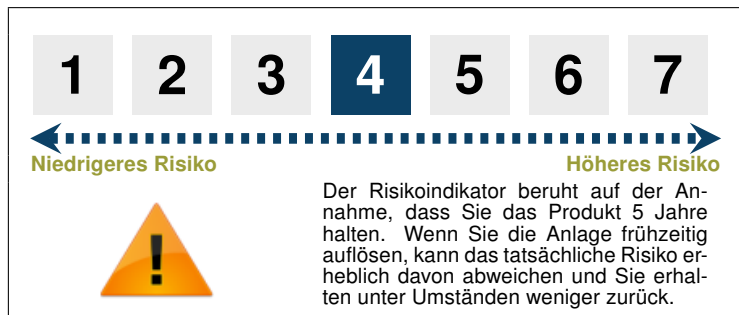 1 2 3 4 5 6 7
Niedrigeres Risiko Höheres Risiko
Der Risikoindikator beruht auf der An-
nahme, dass Sie das Produkt 5 Jahre
halten. Wenn Sie die Anlage frühzeitig
auflösen, kann das tatsächliche Risiko er-
heblich davon abweichen und Sie erhal-
ten unter Umständen weniger zurück.
!